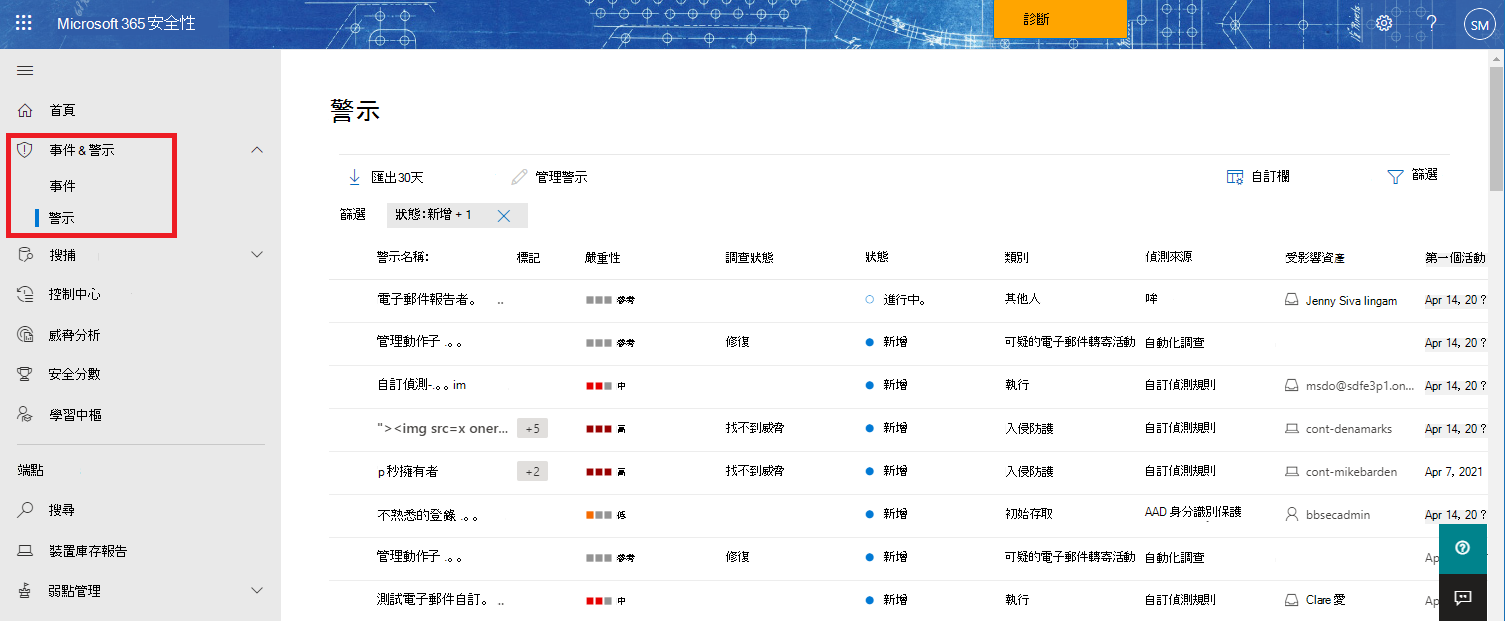 Microsoft 365 安全性
診斷
?
SM
首頁
事件 & 警示
事件
警示
搜捕
控制中心
威脅分析
安全分數
學習中樞
端點
搜尋
裝置庫存報告
弱點管理
警示
匯出30天 管理警示 自訂欄 篩選
篩選 狀態:新增 + 1
警示名稱: 標記 嚴重性 調查狀態 狀態 類別 偵測來源 受影響資產 第一個活動
電子郵件報告者。 .. 參考 進行中。 其他人 哞 Jenny Siva lingam Apr 14, 20 ?
管理動作子 .。。 參考 修復 新增 可疑的電子郵件轉寄活動 自動化調查 Apr 14, 20 ?
自訂偵測-.。。im 中 新增 執行 自訂偵測規則 msdo@sdfe3p1.on... Apr 14, 20 ?
"><img src=x oner... +5 高 找不到威脅 新增 入侵防護 自訂偵測規則 cont-denamarks Apr 14, 20 ?
p 秒擁有者 +2 高 找不到威脅 新增 入侵防護 自訂偵測規則 cont-mikebarden Apr 7, 2021
不熟悉的登錄 .。。 低 新增 初始存取 AAD 身分識別保護 bbsecadmin Apr 14, 20 ?
管理動作子 .。。 參考 修復 新增 可疑的電子郵件轉寄活動 自動化調查 Ap
測試電子郵件自訂。 .. 中 新增 執行 自訂偵測規則 Clare 愛 Ap